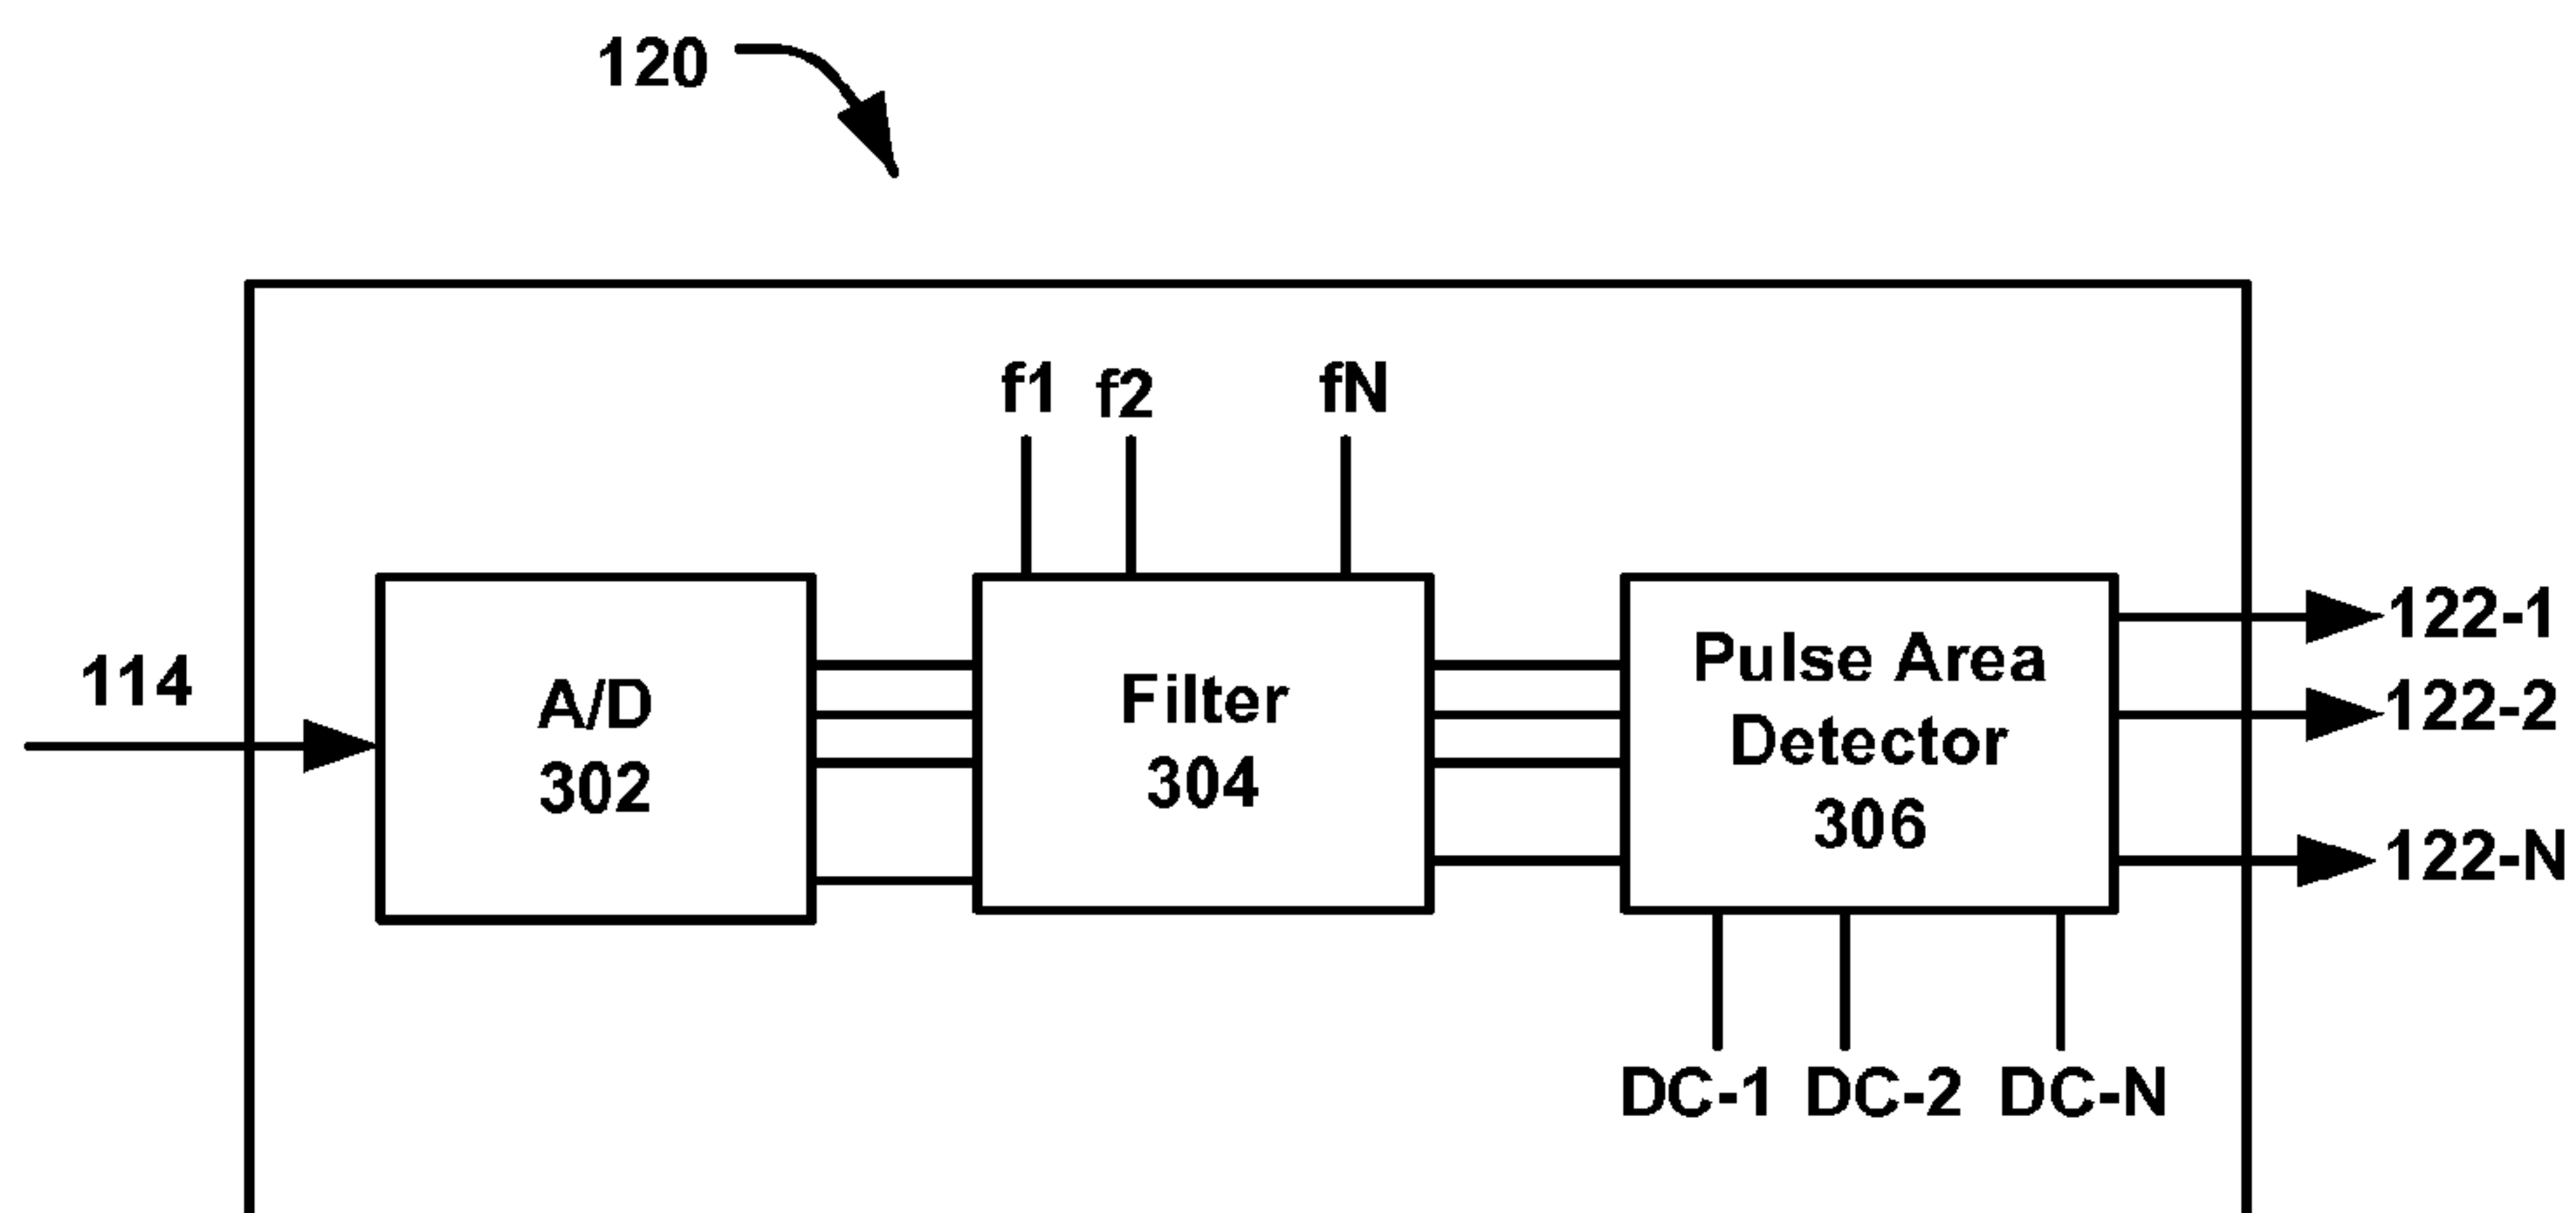 120
f1 f2 fN
114
A/D
302
Filter
304
Pulse Area
Detector
306
122-1
122-2
122-N
DC-1 DC-2 DC-N